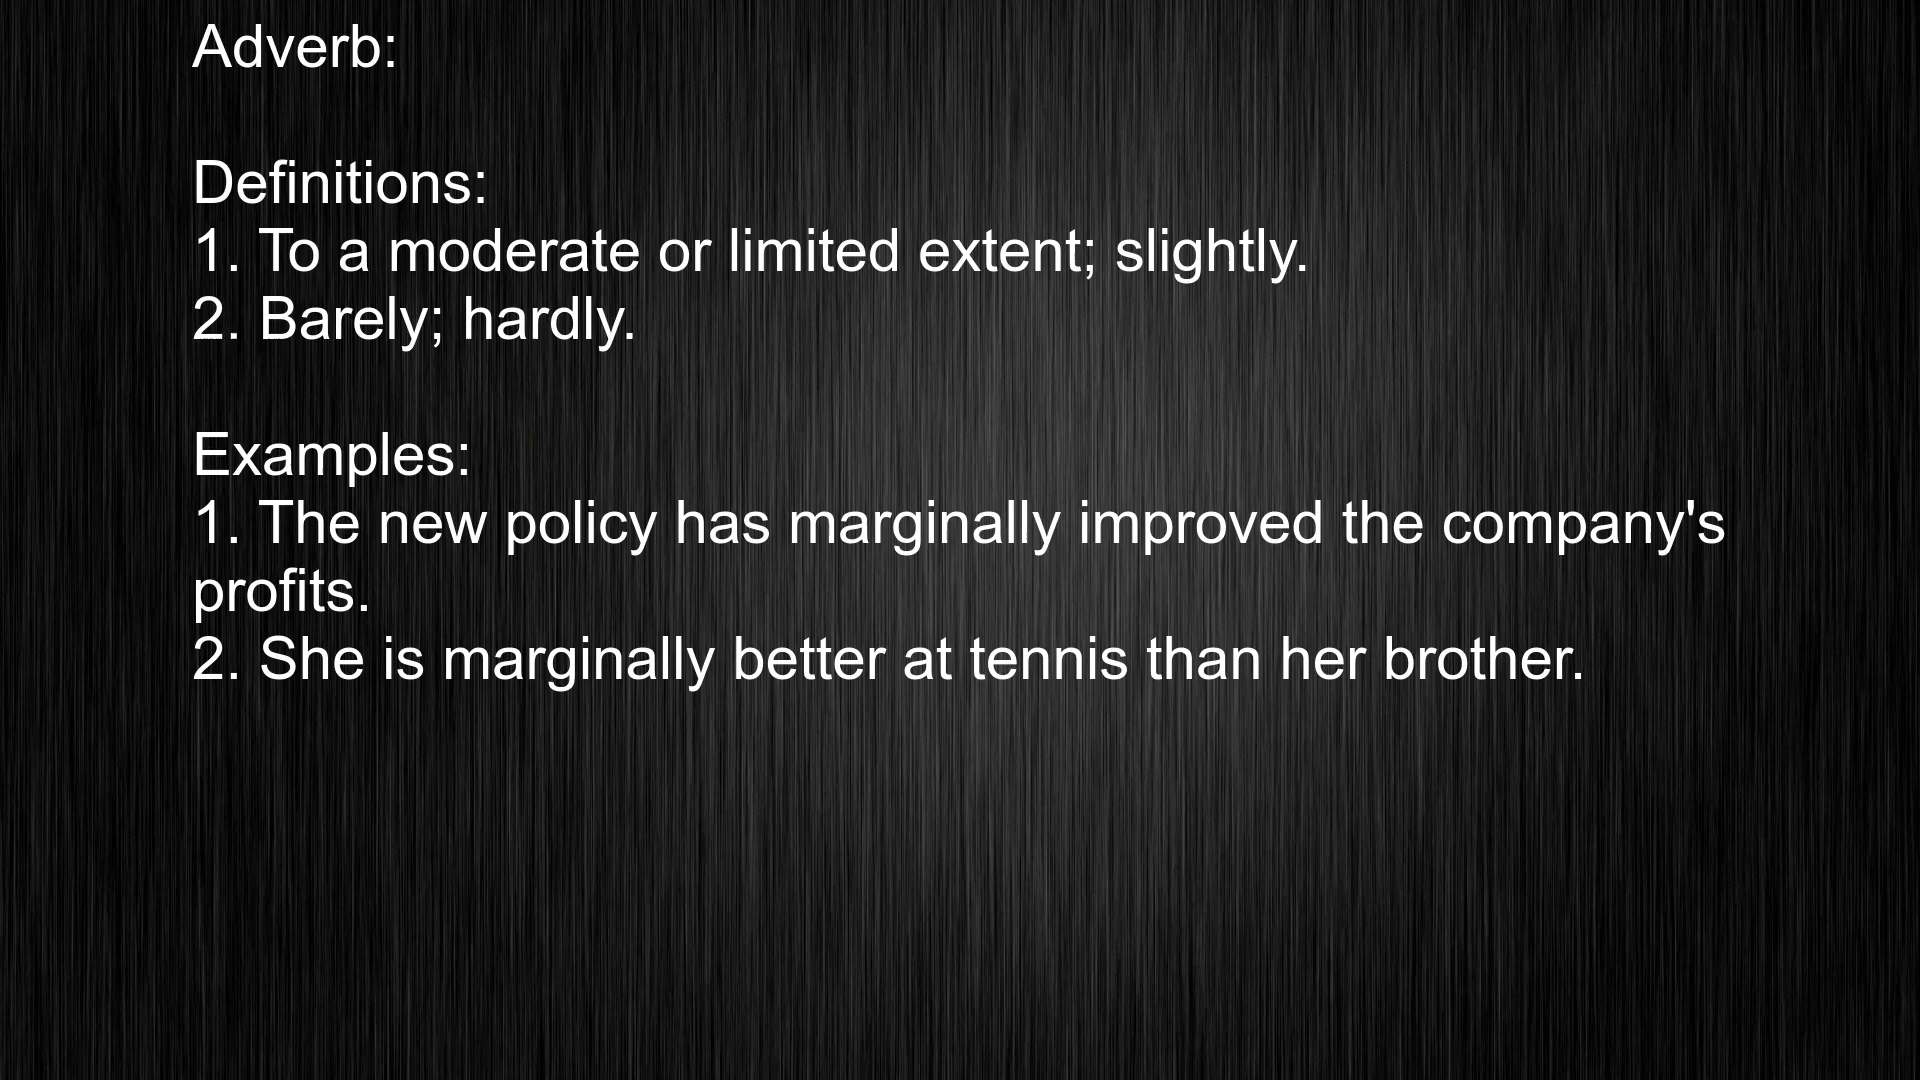 Adverb:
Definitions:
1. To a moderate or limited extent; slightly.
2. Barely; hardly.
Examples:
1. The new policy has marginally improved the company's
profits.
2. She is marginally better at tennis than her brother.